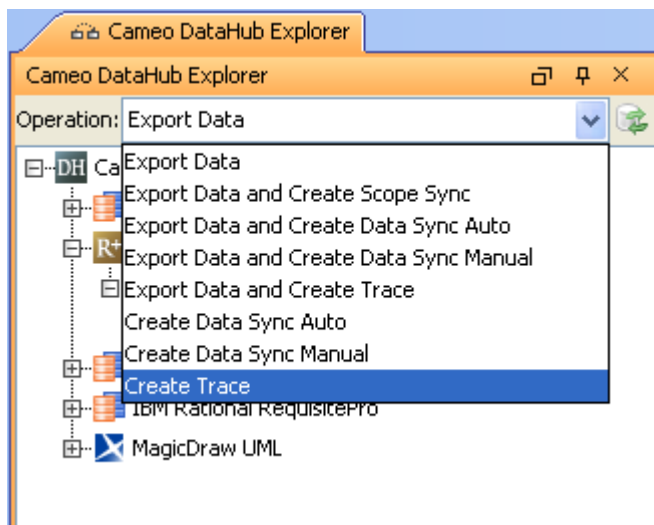 Cameo DataHub Explorer
Cameo DataHub Explorer
Operation: Export Data
DH Ca
Export Data
Export Data and Create Scope Sync
Export Data and Create Data Sync Auto
R+
Export Data and Create Data Sync Manual
Export Data and Create Trace
Create Data Sync Auto
Create Data Sync Manual
Create Trace
IBM Rational RequisitePro
MagicDraw UML